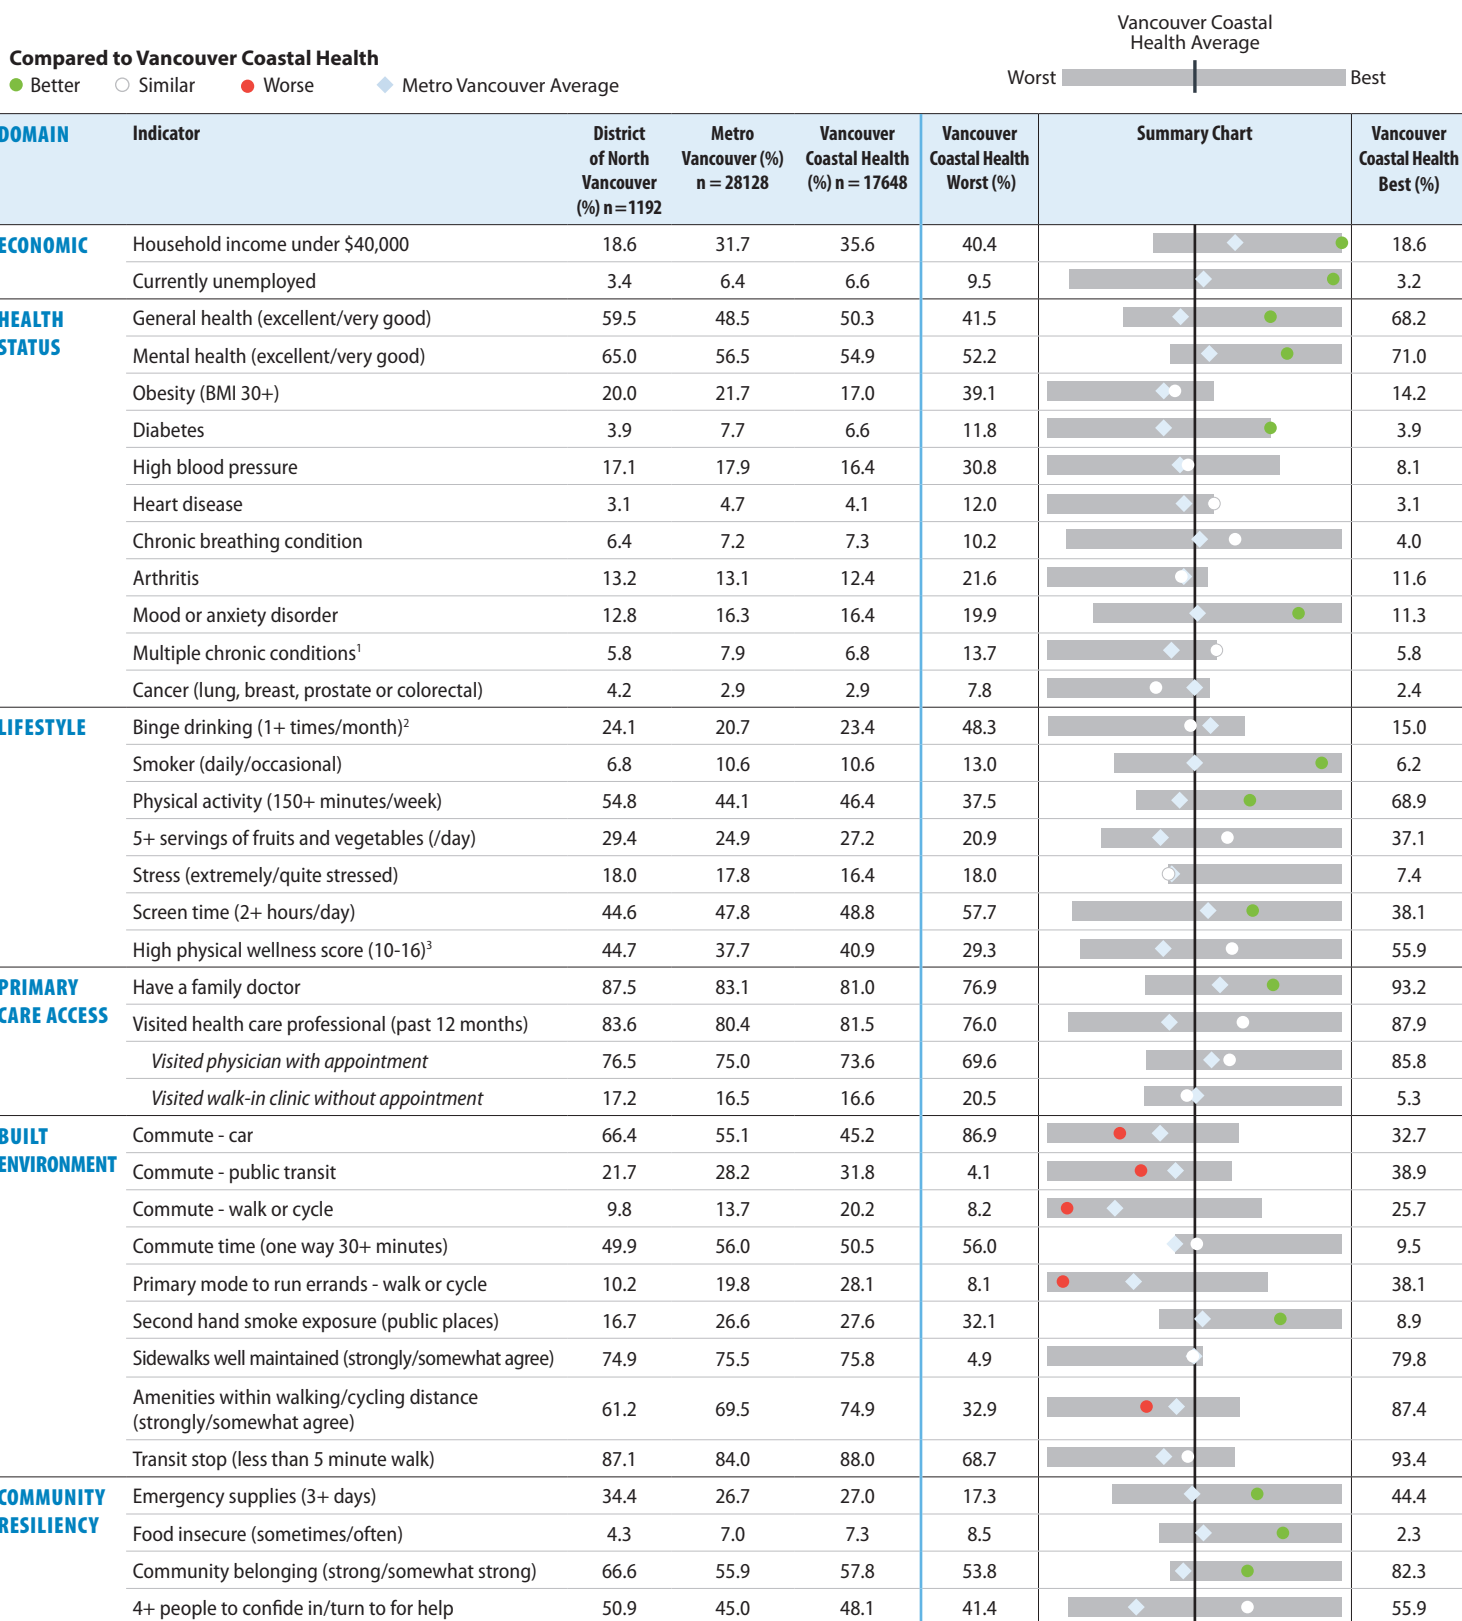 Vancouver Coastal
Health Average
Compared to Vancouver Coastal Health
Better Similar Worse Metro Vancouver Average
Worst Best
DOMAIN Indicator District of North Vancouver (%) n=1192 Metro Vancouver (%) n = 28128 Vancouver Coastal Health (%) n = 17648 Vancouver Coastal Health Worst (%) Summary Chart Vancouver Coastal Health Best (%)
ECONOMIC Household income under $40,000 18.6 31.7 35.6 40.4 18.6
Currently unemployed 3.4 6.4 6.6 9.5 3.2
HEALTH STATUS General health (excellent/very good) 59.5 48.5 50.3 41.5 68.2
Mental health (excellent/very good) 65.0 56.5 54.9 52.2 71.0
Obesity (BMI 30+) 20.0 21.7 17.0 39.1 14.2
Diabetes 3.9 7.7 6.6 11.8 3.9
High blood pressure 17.1 17.9 16.4 30.8 8.1
Heart disease 3.1 4.7 4.1 12.0 3.1
Chronic breathing condition 6.4 7.2 7.3 10.2 4.0
Arthritis 13.2 13.1 12.4 21.6 11.6
Mood or anxiety disorder 12.8 16.3 16.4 19.9 11.3
Multiple chronic conditions1 5.8 7.9 6.8 13.7 5.8
Cancer (lung, breast, prostate or colorectal) 4.2 2.9 2.9 7.8 2.4
LIFESTYLE Binge drinking (1+ times/month)2 24.1 20.7 23.4 48.3 15.0
Smoker (daily/occasional) 6.8 10.6 10.6 13.0 6.2
Physical activity (150+ minutes/week) 54.8 44.1 46.4 37.5 68.9
5+ servings of fruits and vegetables (/day) 29.4 24.9 27.2 20.9 37.1
Stress (extremely/quite stressed) 18.0 17.8 16.4 18.0 7.4
Screen time (2+ hours/day) 44.6 47.8 48.8 57.7 38.1
High physical wellness score (10-16)3 44.7 37.7 40.9 29.3 55.9
PRIMARY CARE ACCESS Have a family doctor 87.5 83.1 81.0 76.9 93.2
Visited health care professional (past 12 months) 83.6 80.4 81.5 76.0 87.9
Visited physician with appointment 76.5 75.0 73.6 69.6 85.8
Visited walk-in clinic without appointment 17.2 16.5 16.6 20.5 5.3
BUILT ENVIRONMENT Commute - car 66.4 55.1 45.2 86.9 32.7
Commute - public transit 21.7 28.2 31.8 4.1 38.9
Commute - walk or cycle 9.8 13.7 20.2 8.2 25.7
Commute time (one way 30+ minutes) 49.9 56.0 50.5 56.0 9.5
Primary mode to run errands - walk or cycle 10.2 19.8 28.1 8.1 38.1
Second hand smoke exposure (public places) 16.7 26.6 27.6 32.1 8.9
Sidewalks well maintained (strongly/somewhat agree) 74.9 75.5 75.8 4.9 79.8
Amenities within walking/cycling distance
(strongly/somewhat agree) 61.2 69.5 74.9 32.9 87.4
Transit stop (less than 5 minute walk) 87.1 84.0 88.0 68.7 93.4
COMMUNITY RESILIENCY Emergency supplies (3+ days) 34.4 26.7 27.0 17.3 44.4
Food insecure (sometimes/often) 4.3 7.0 7.3 8.5 2.3
Community belonging (strong/somewhat strong) 66.6 55.9 57.8 53.8 82.3
4+ people to confide in/turn to for help 50.9 45.0 48.1 41.4 55.9